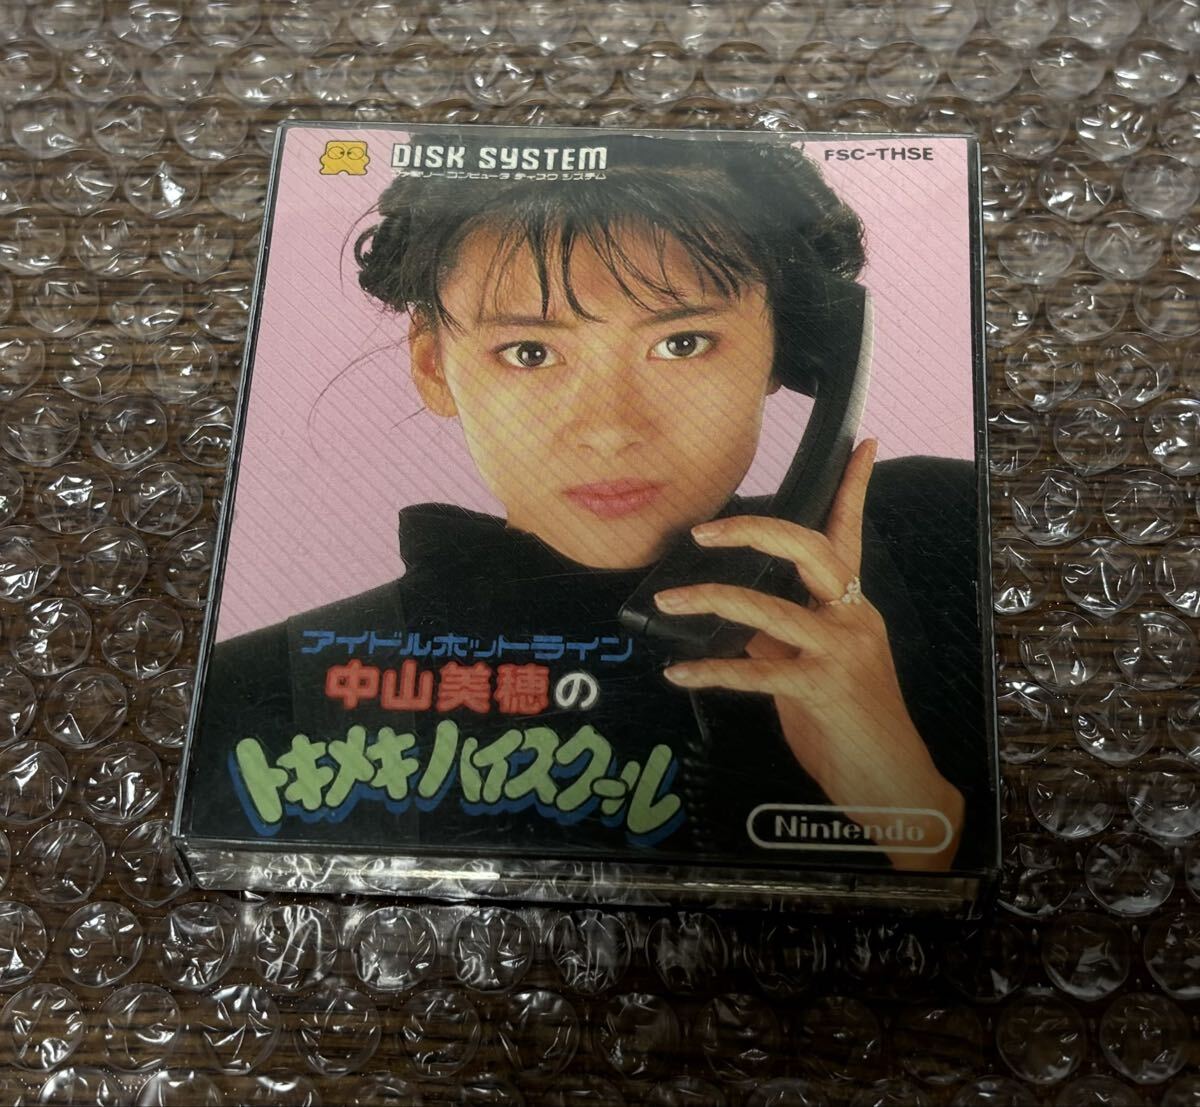 DISK SYSTEM
ファミリー コンピュータ ディスク システム
FSC-THSE
アイドルホットライン
中山美穂の
トキメキハイスクール
Nintendo